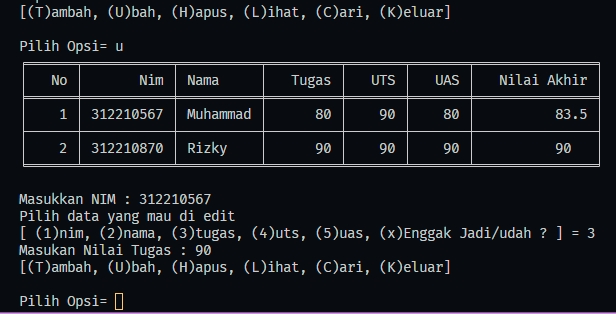 [(T)ambah, (U)bah, (H)apus, (L)ihat, (C)ari, (K)eluar]
Pilih Opsi= u
No Nim Nama Tugas UTS UAS Nilai Akhir
1 312210567 Muhammad 80 90 80 83.5
2 312210870 Rizky 90 90 90 90
Masukkan NIM : 312210567
Pilih data yang mau di edit
[ (1)nim, (2)nama, (3)tugas, (4)uts, (5)uas, (x)Enggak Jadi/udah ? ] = 3
Masukan Nilai Tugas : 90
[(T)ambah, (U)bah, (H)apus, (L)ihat, (C)ari, (K)eluar]
Pilih Opsi=